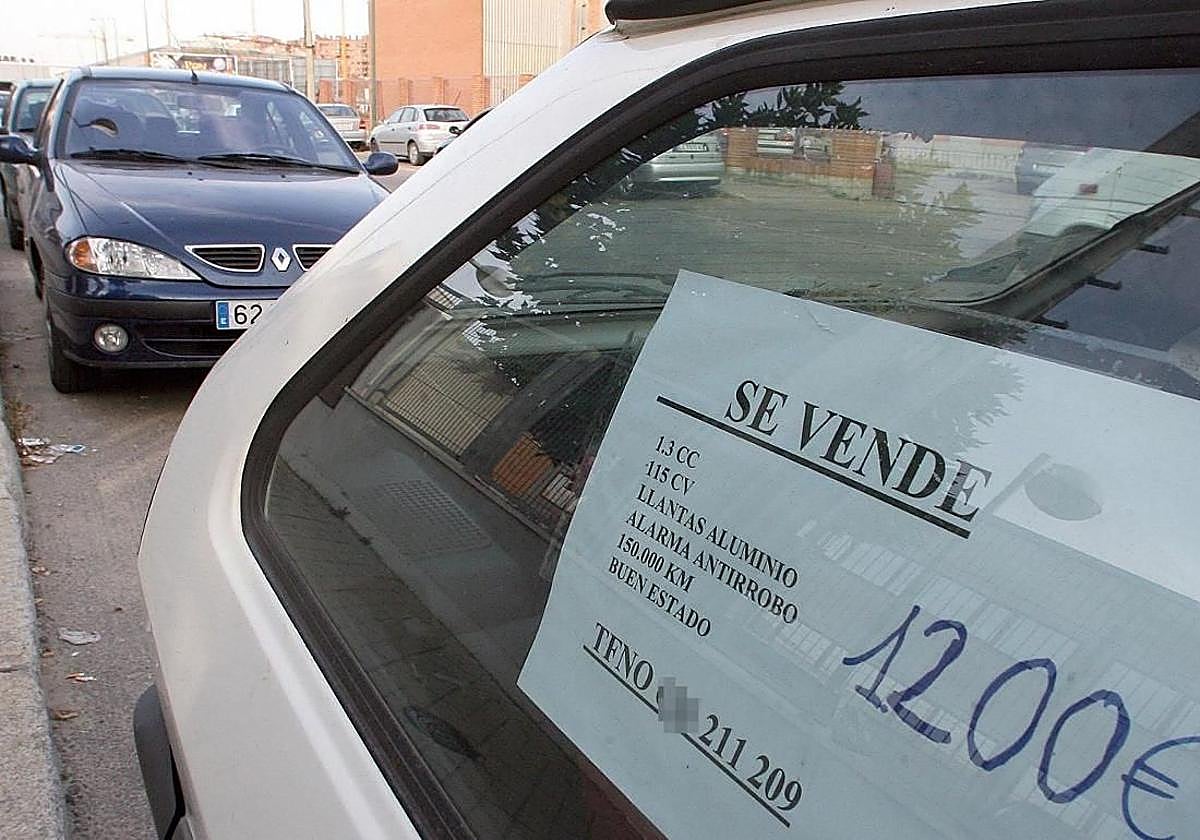 62
SE VENDE
1.3 CC
115 CV
LLANTAS ALUMINIO
ALARMA ANTIRROBO
150.000 KM
BUEN ESTADO
1200€
TFNO 211 209